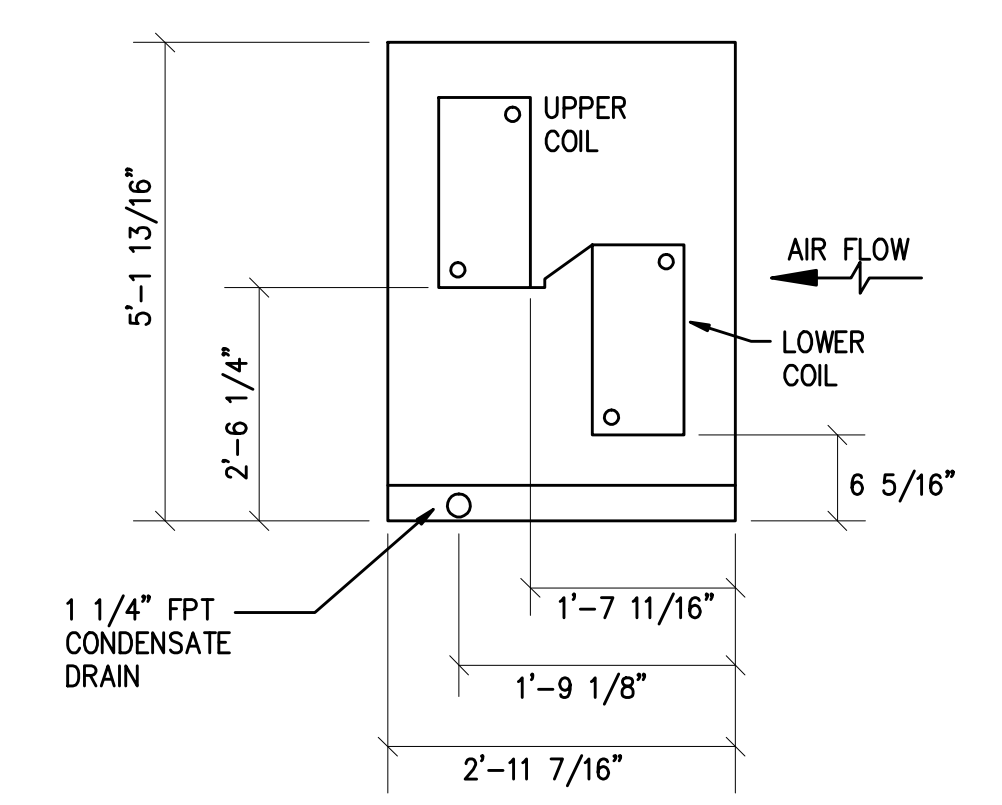 UPPER
COIL
5'-1 13/16"
AIR FLOW
2'-6 1/4"
LOWER
COIL
6 5/16"
1 1/4" FPT
CONDENSATE
DRAIN
1'-7 11/16"
1'-9 1/8"
2'-11 7/16"